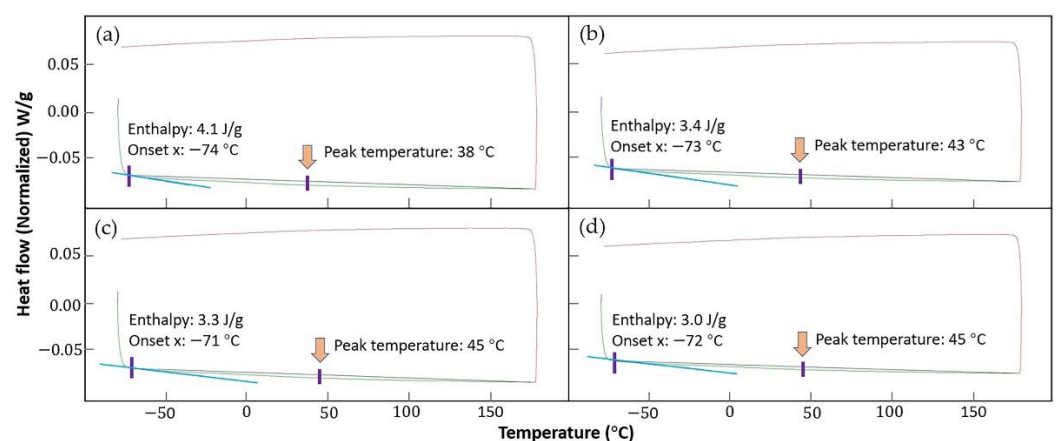 (a)
0.05
0.00
−0.05
Enthalpy: 4.1 J/g
Onset x: −74 °C
Peak temperature: 38 °C
(b)
Enthalpy: 3.4 J/g
Onset x: −73 °C
Peak temperature: 43 °C
(c)
0.05
0.00
−0.05
Enthalpy: 3.3 J/g
Onset x: −71 °C
Peak temperature: 45 °C
(d)
Enthalpy: 3.0 J/g
Onset x: −72 °C
Peak temperature: 45 °C
Heat flow (Normalized) W/g
−50 0 50 100 150
−50 0 50 100 150
Temperature (°C)